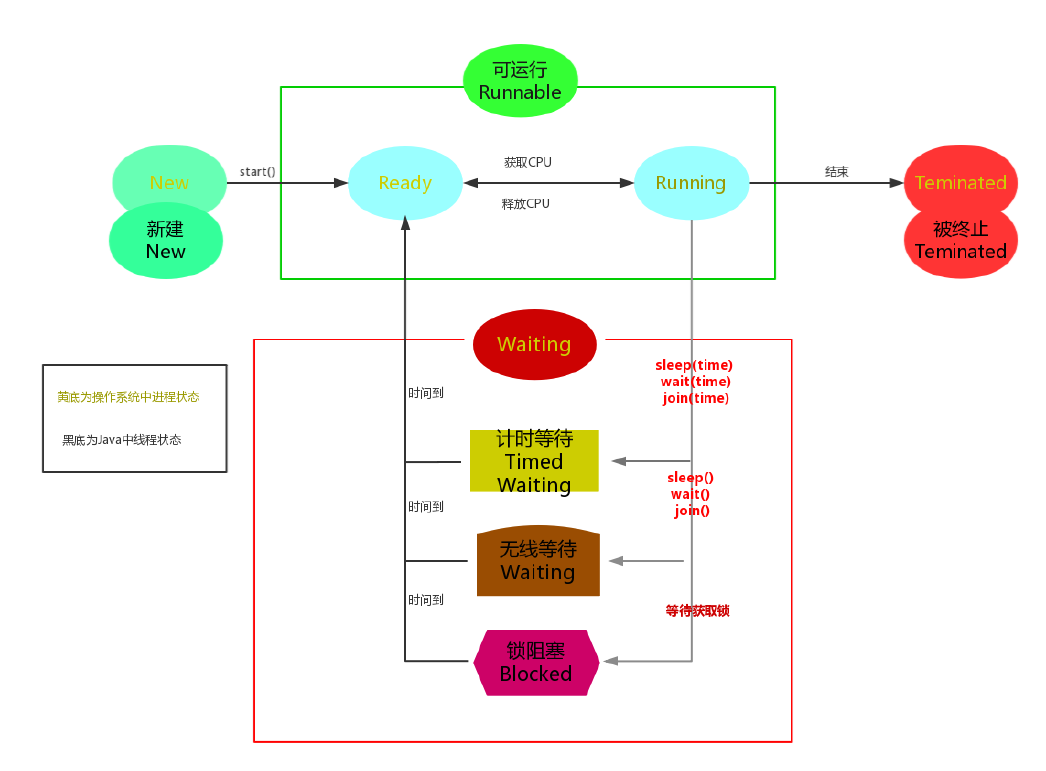 可运行
Runnable
New
新建
New
start()
Ready
获取CPU
释放CPU
Running
结束
Teminated
被终止
Teminated
Waiting
黄底为操作系统中进程状态
黑底为Java中线程状态
时间到
sleep(time)
wait(time)
join(time)
计时等待
Timed
Waiting
时间到
sleep()
wait()
join()
无线等待
Waiting
时间到
等待获取锁
锁阻塞
Blocked